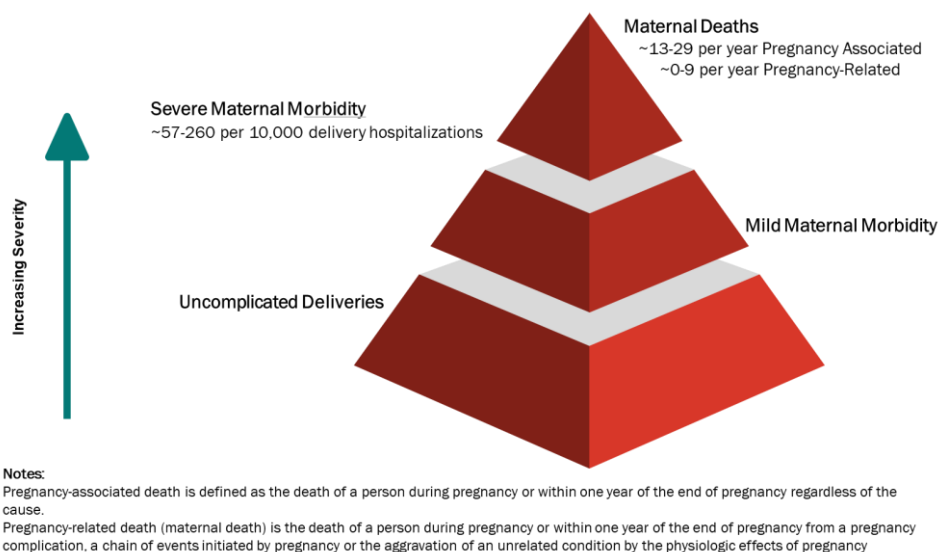 Maternal Deaths
~13-29 per year Pregnancy Associated
~0-9 per year Pregnancy-Related
Severe Maternal Morbidity
~57-260 per 10,000 delivery hospitalizations
Increasing Severity
Mild Maternal Morbidity
Uncomplicated Deliveries
Notes:
Pregnancy-associated death is defined as the death of a person during pregnancy or within one year of the end of pregnancy regardless of the
cause.
Pregnancy-related death (maternal death) is the death of a person during pregnancy or within one year of the end of pregnancy from a pregnancy
complication, a chain of events initiated by pregnancy or the aggravation of an unrelated condition by the physiologic effects of pregnancy